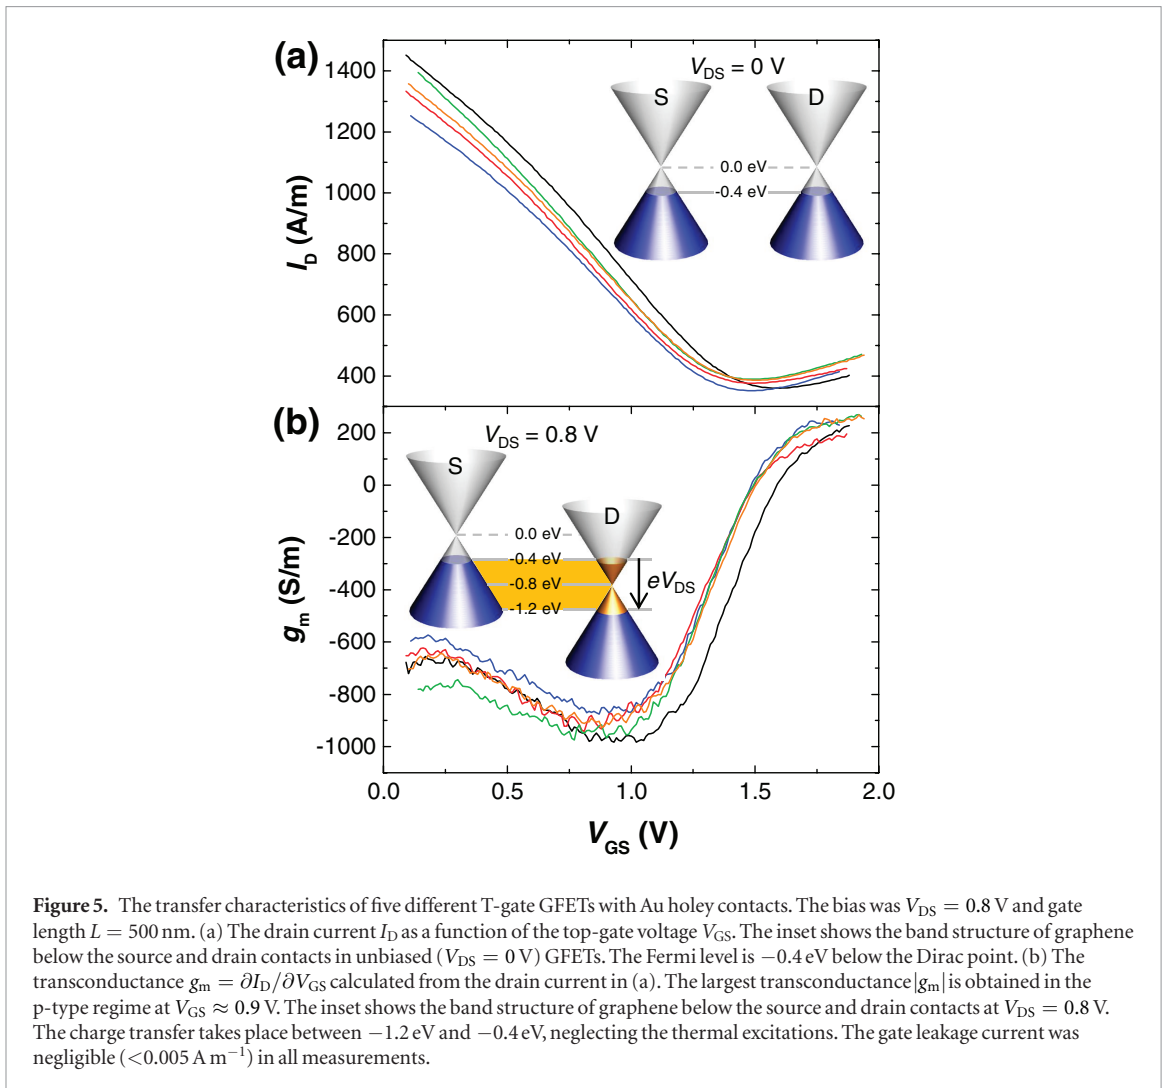 (a)
V_DS = 0 V
S
D
0.0 eV
-0.4 eV
1400
1200
1000
800
600
400
I_D (A/m)
(b)
V_DS = 0.8 V
S
D
0.0 eV
-0.4 eV
-0.8 eV
-1.2 eV
eV_DS
200
0
-200
-400
-600
-800
-1000
g_m (S/m)
0.0 0.5 1.0 1.5 2.0
V_GS (V)
Figure 5. The transfer characteristics of five different T-gate GFETs with Au holey contacts. The bias was V_DS = 0.8 V and gate
length L = 500 nm. (a) The drain current I_D as a function of the top-gate voltage V_GS. The inset shows the band structure of graphene
below the source and drain contacts in unbiased (V_DS = 0 V) GFETs. The Fermi level is −0.4 eV below the Dirac point. (b) The
transconductance g_m = ∂I_D/∂V_GS calculated from the drain current in (a). The largest transconductance |g_m| is obtained in the
p-type regime at V_GS ≈ 0.9 V. The inset shows the band structure of graphene below the source and drain contacts at V_DS = 0.8 V.
The charge transfer takes place between −1.2 eV and −0.4 eV, neglecting the thermal excitations. The gate leakage current was
negligible (<0.005 A m⁻¹) in all measurements.